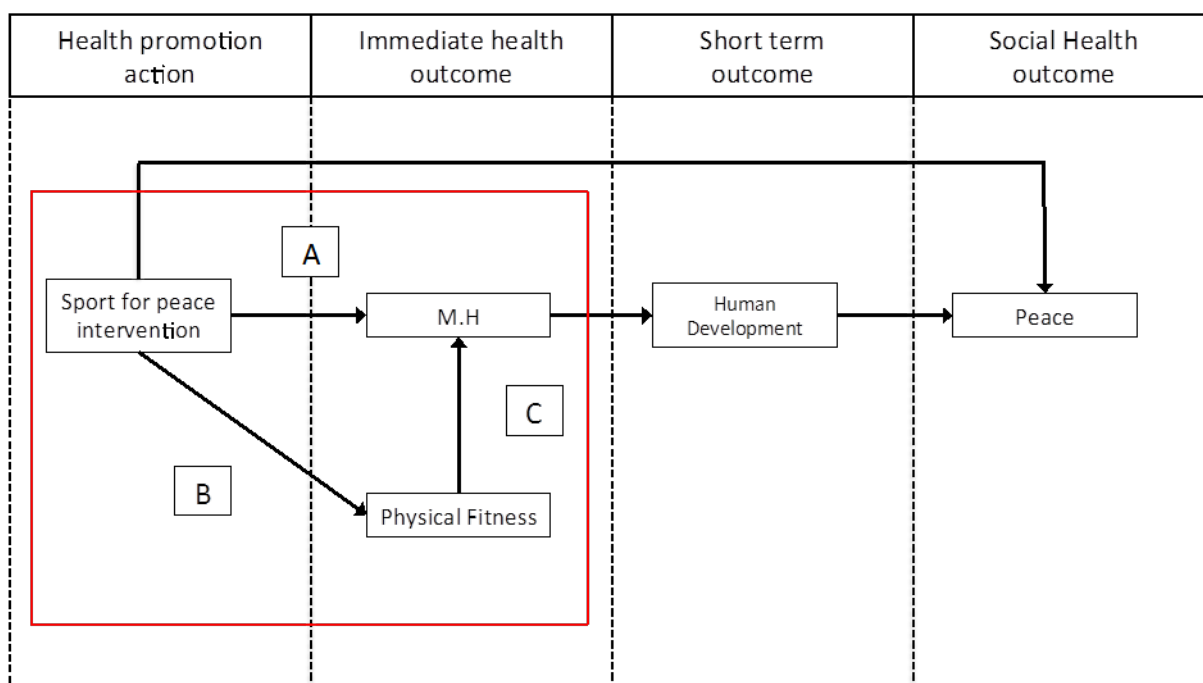 Health promotion
action
Immediate health
outcome
Short term
outcome
Social Health
outcome
A
Sport for peace
intervention
M.H
Human
Development
Peace
C
B
Physical Fitness